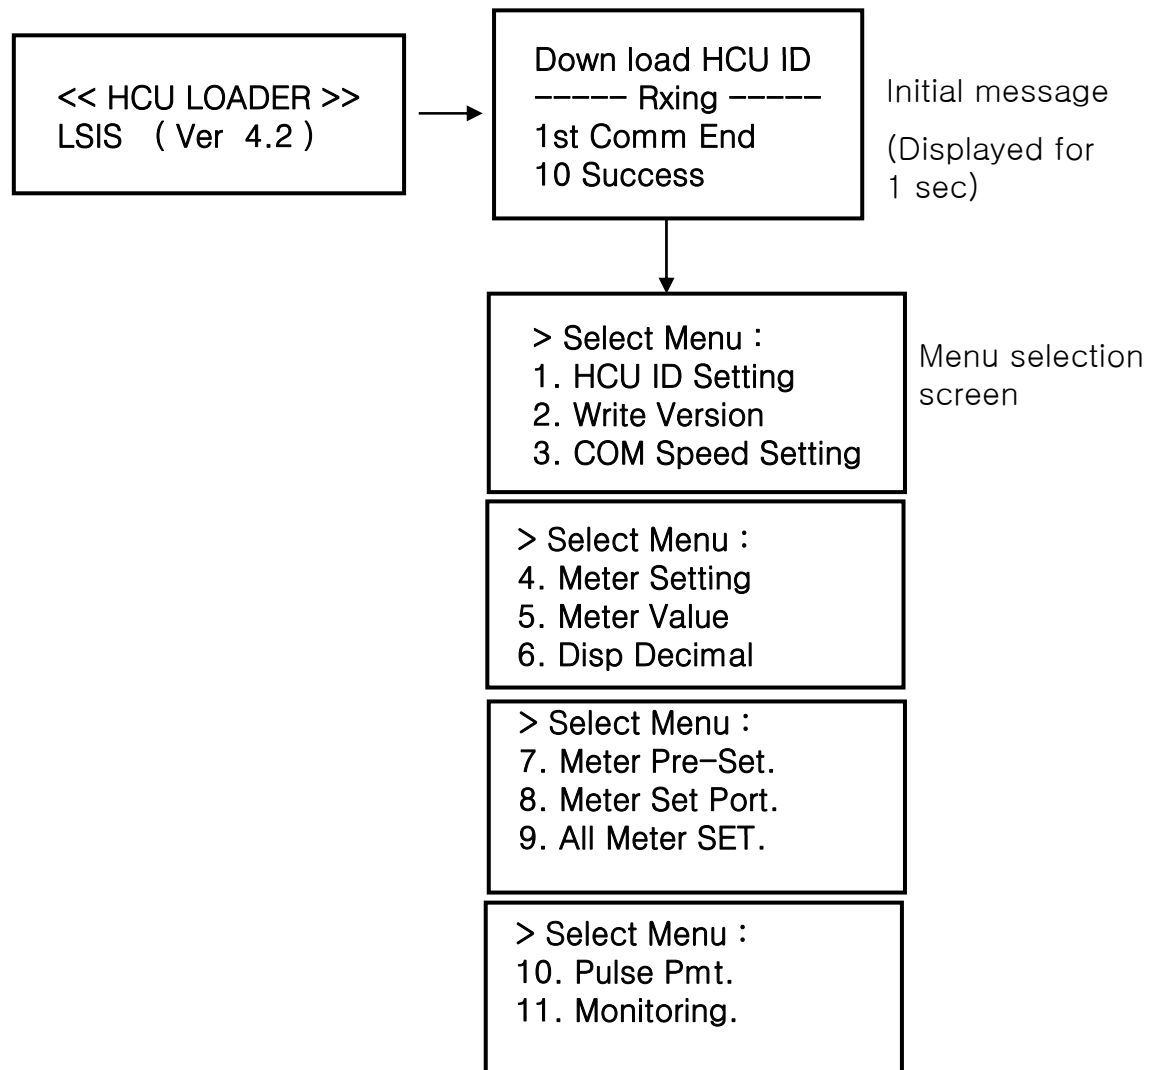 << HCU LOADER >>
LSIS ( Ver 4.2 )
Down load HCU ID
----- Rxing -----
1st Comm End
10 Success
Initial message
(Displayed for
1 sec)
> Select Menu :
1. HCU ID Setting
2. Write Version
3. COM Speed Setting
Menu selection
screen
> Select Menu :
4. Meter Setting
5. Meter Value
6. Disp Decimal
> Select Menu :
7. Meter Pre-Set.
8. Meter Set Port.
9. All Meter SET.
> Select Menu :
10. Pulse Pmt.
11. Monitoring.